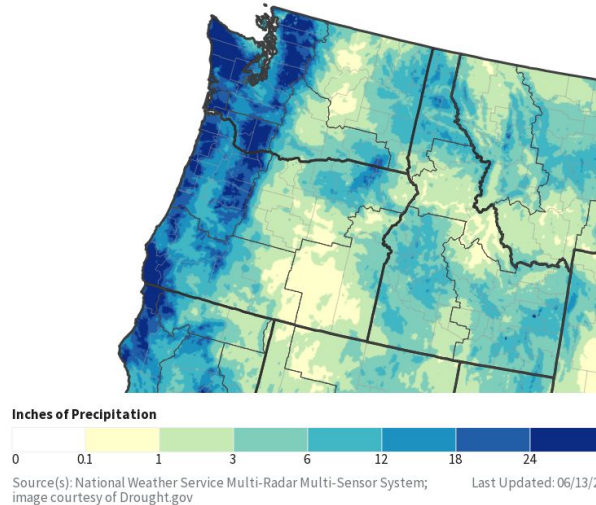 Inches of Precipitation
0 0.1 1 3 6 12 18 24
Source(s): National Weather Service Multi-Radar Multi-Sensor System; Last Updated: 06/13/2
image courtesy of Drought.gov